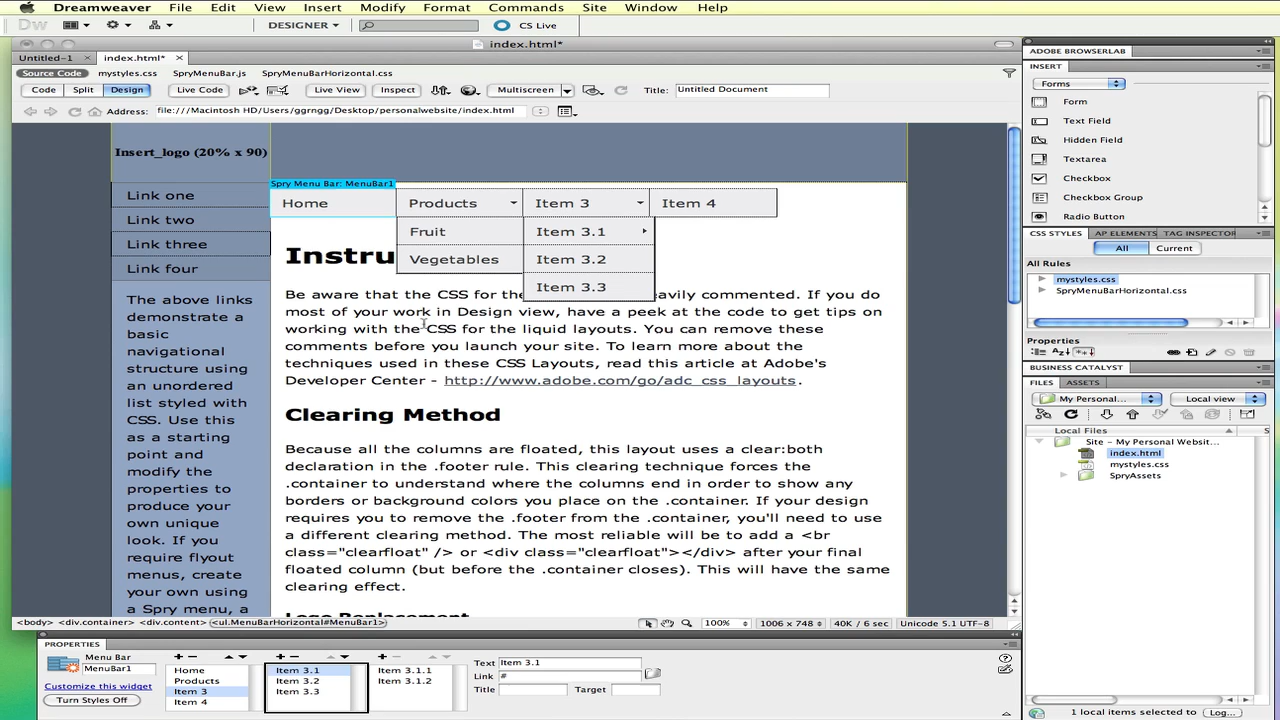 Dreamweaver File Edit View Insert Modify Format Commands Site Window Help
Dw DESIGNER CS Live
index.html*
Untitled-1 index.html*
Source Code mystyles.css SpryMenuBar.js SpryMenuBarHorizontal.css
Code Split Design Live Code Live View Inspect Multiscreen Title: Untitled Document
Address: file:///Macintosh HD/Users/ggrngg/Desktop/personalwebsite/index.html
Insert_logo (20% x 90)
Spry Menu Bar: MenuBar1
Home Products Item 3 Item 4
Fruit Item 3.1
Vegetables Item 3.2
Item 3.3
Link one
Link two
Link three
Link four
The above links
demonstrate a
basic
navigational
structure using
an unordered
list styled with
CSS. Use this
as a starting
point and
modify the
properties to
produce your
own unique
look. If you
require flyout
menus, create
your own using
a Spry menu, a
Instru
Be aware that the CSS for the eavily commented. If you do
most of your work in Design view, have a peek at the code to get tips on
working with the CSS for the liquid layouts. You can remove these
comments before you launch your site. To learn more about the
techniques used in these CSS Layouts, read this article at Adobe's
Developer Center - http://www.adobe.com/go/adc_css_layouts.
Clearing Method
Because all the columns are floated, this layout uses a clear:both
declaration in the .footer rule. This clearing technique forces the
.container to understand where the columns end in order to show any
borders or background colors you place on the .container. If your design
requires you to remove the .footer from the .container, you'll need to use
a different clearing method. The most reliable will be to add a <br
class="clearfloat" /> or <div class="clearfloat"></div> after your final
floated column (but before the .container closes). This will have the same
clearing effect.
Logo Replacement
<body> <div.container> <div.content> <ul.MenuBarHorizontal#MenuBar1> 100% 1006 x 748 40K / 6 sec Unicode 5.1 UTF-8
ADOBE BROWSERLAB
INSERT
Forms
Form
Text Field
Hidden Field
Textarea
Checkbox
Checkbox Group
Radio Button
CSS STYLES AP ELEMENTS TAG INSPECTOR
All Current
All Rules
mystyles.css
SpryMenuBarHorizontal.css
Properties
BUSINESS CATALYST
FILES ASSETS
My Personal... Local view
Local Files S
Site - My Personal Websit...
index.html
mystyles.css
SpryAssets
1 local items selected to Log...
PROPERTIES
Menu Bar
MenuBar1
Customize this widget
Turn Styles Off
Home
Products
Item 3
Item 4
Item 3.1
Item 3.2
Item 3.3
Item 3.1.1
Item 3.1.2
Text Item 3.1
Link #
Title Target